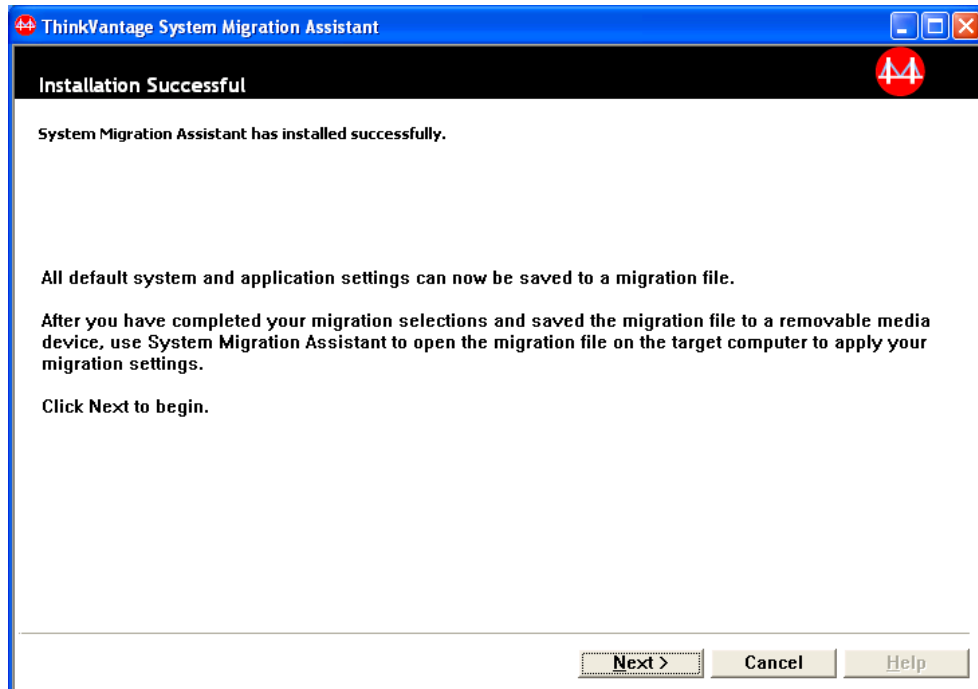 ThinkVantage System Migration Assistant
Installation Successful
System Migration Assistant has installed successfully.
All default system and application settings can now be saved to a migration file.
After you have completed your migration selections and saved the migration file to a removable media
device, use System Migration Assistant to open the migration file on the target computer to apply your
migration settings.
Click Next to begin.
Next >
Cancel
Help